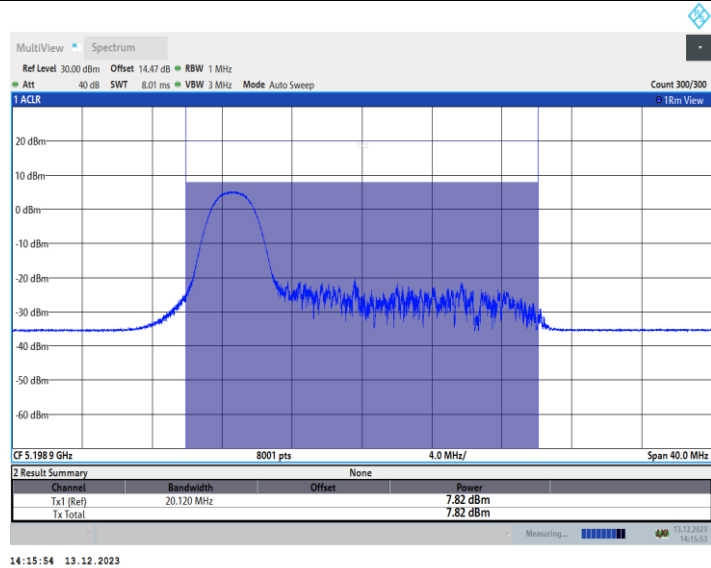 R&S
MultiView Spectrum
Ref Level 30.00 dBm Offset 14.47 dB RBW 1 MHz
Att 40 dB SWT 8.01 ms VBW 3 MHz Mode Auto Sweep Count 300/300
1 ACLR 1Rm View
20 dBm
10 dBm
0 dBm
-10 dBm
-20 dBm
-30 dBm
-40 dBm
-50 dBm
-60 dBm
CF 5.1989 GHz 8001 pts 4.0 MHz/ Span 40.0 MHz
2 Result Summary None
Channel Bandwidth Offset Power
Tx1 (Ref) 20.120 MHz 7.82 dBm
Tx Total 7.82 dBm
Measuring... 13.12.2023
14:15:53
14:15:54 13.12.2023